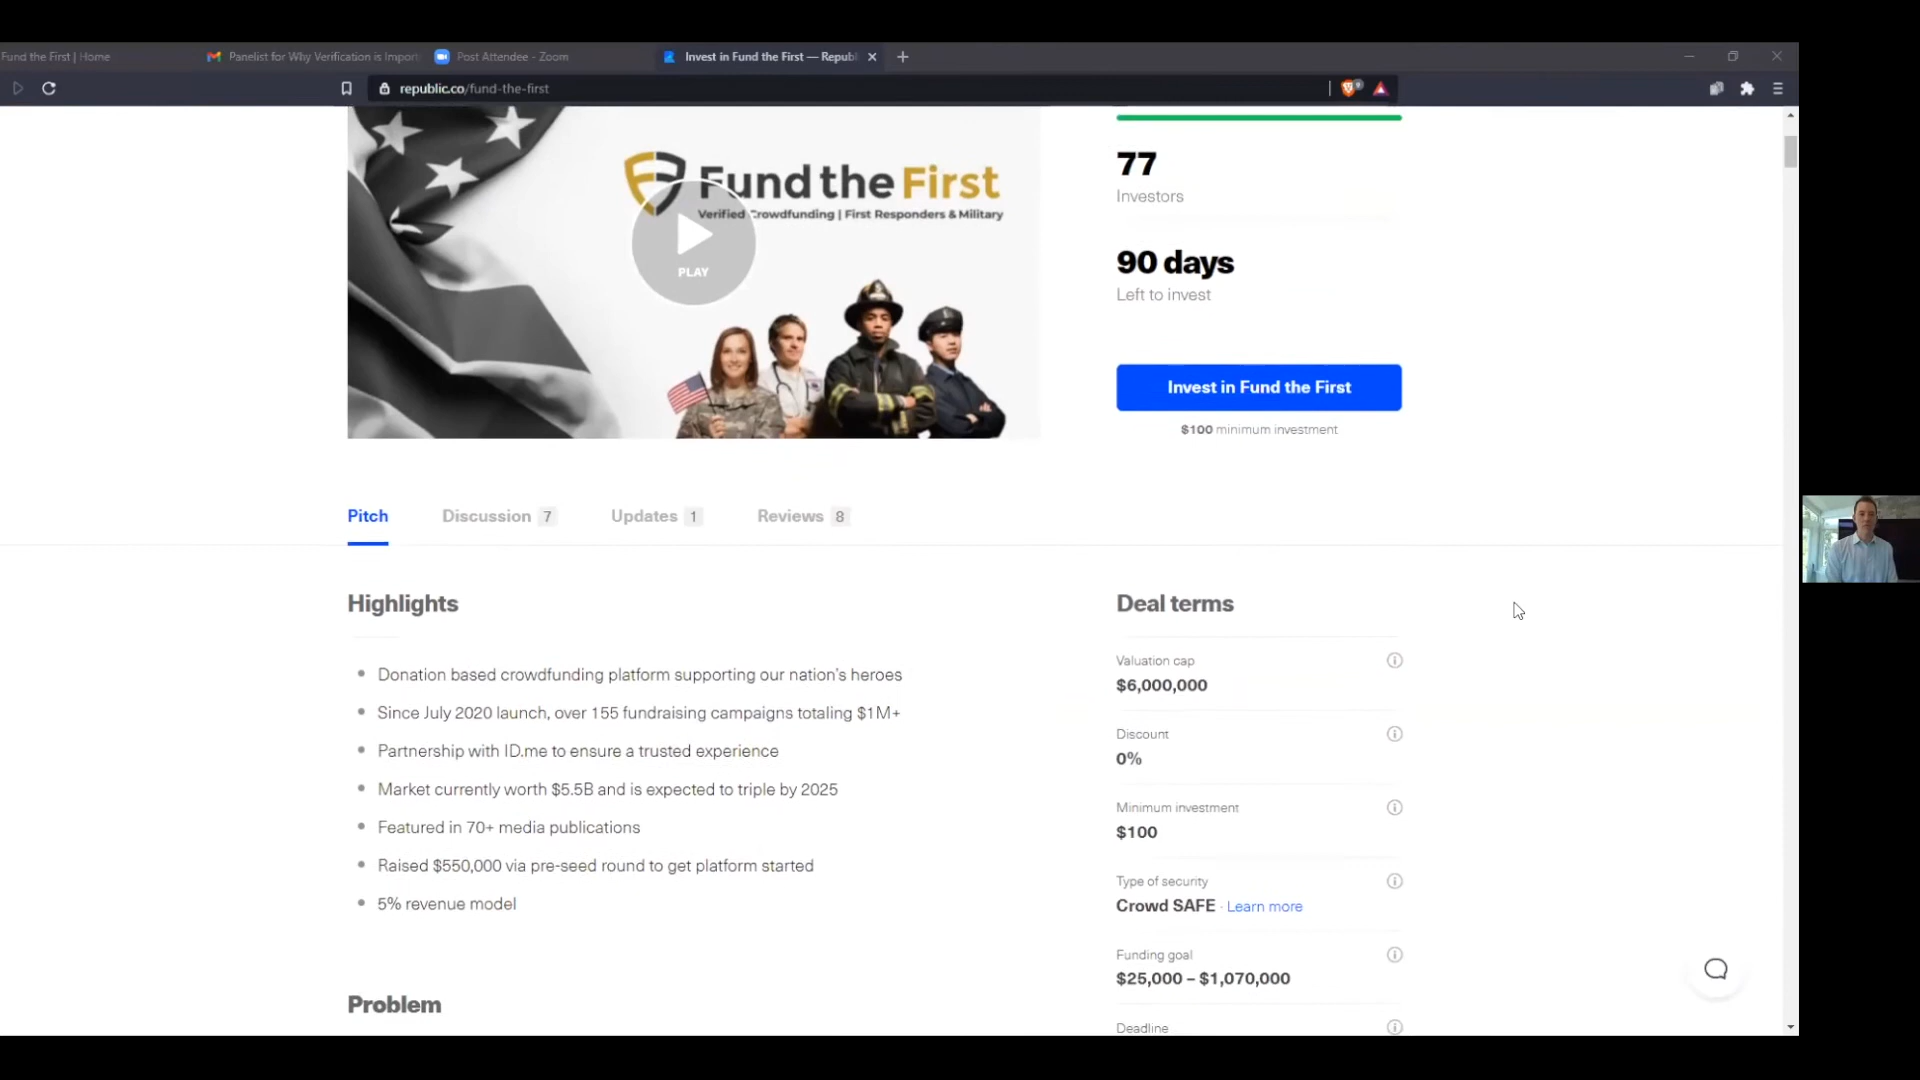 Fund the First | Home
Panelist for Why Verification is Import
Post Attendee - Zoom
Invest in Fund the First — Republ
republic.co/fund-the-first
Fund the First
Verified Crowdfunding | First Responders & Military
PLAY
77
Investors
90 days
Left to invest
Invest in Fund the First
$100 minimum investment
Pitch
Discussion 7
Updates 1
Reviews 8
Highlights
Donation based crowdfunding platform supporting our nation's heroes
Since July 2020 launch, over 155 fundraising campaigns totaling $1M+
Partnership with ID.me to ensure a trusted experience
Market currently worth $5.5B and is expected to triple by 2025
Featured in 70+ media publications
Raised $550,000 via pre-seed round to get platform started
5% revenue model
Problem
Deal terms
Valuation cap
$6,000,000
Discount
0%
Minimum investment
$100
Type of security
Crowd SAFE · Learn more
Funding goal
$25,000 – $1,070,000
Deadline